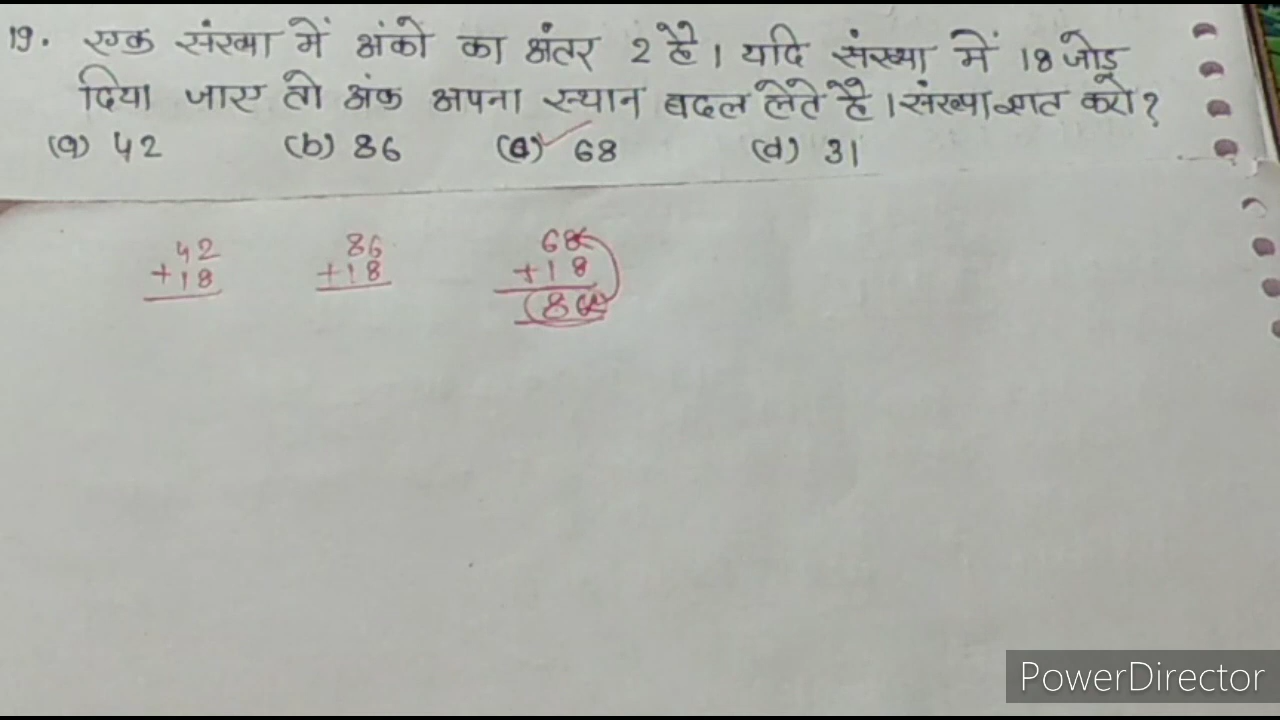 19. एक संख्या में अंको का अंतर 2 है। यदि संख्या में 18 जोड़
दिया जाए तो अंक अपना स्थान बदल लेते है। संख्या ज्ञात करो?
(a) 42 (b) 86 (c) 68 (d) 31
42 86 68
+18 +18 +18
86
PowerDirector